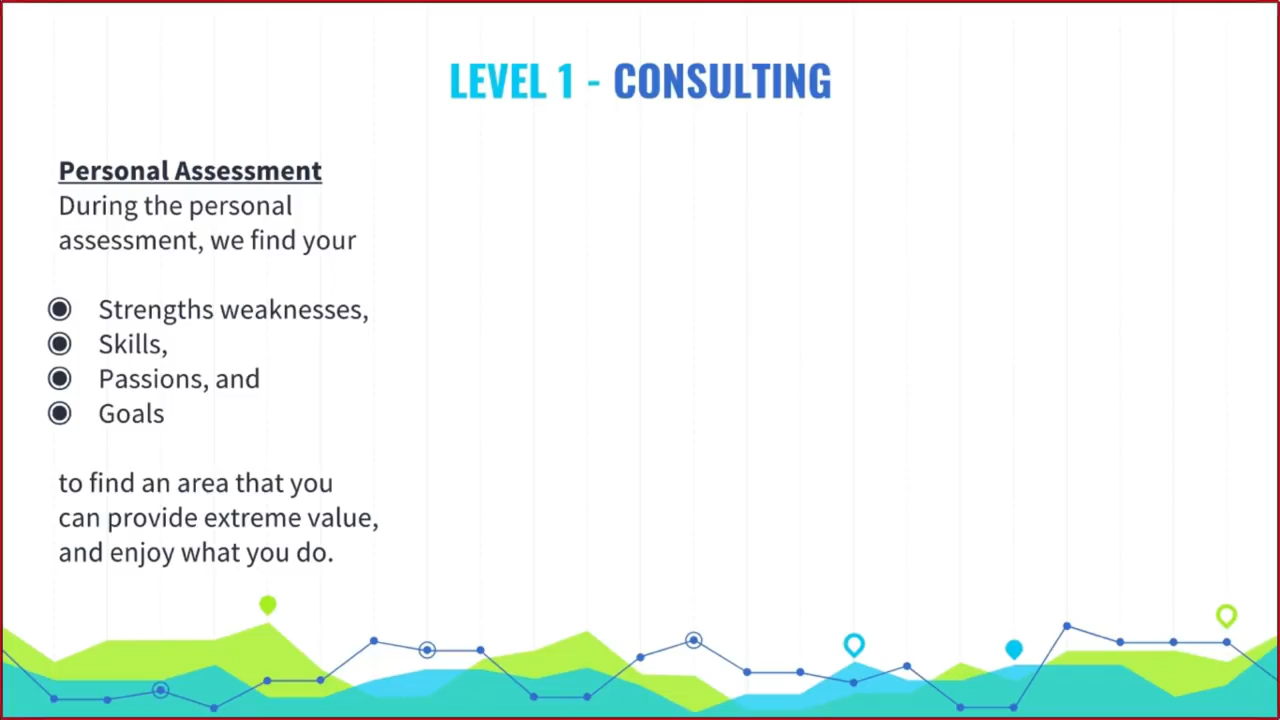 LEVEL 1 - CONSULTING
Personal Assessment
During the personal
assessment, we find your
Strengths weaknesses,
Skills,
Passions, and
Goals
to find an area that you
can provide extreme value,
and enjoy what you do.